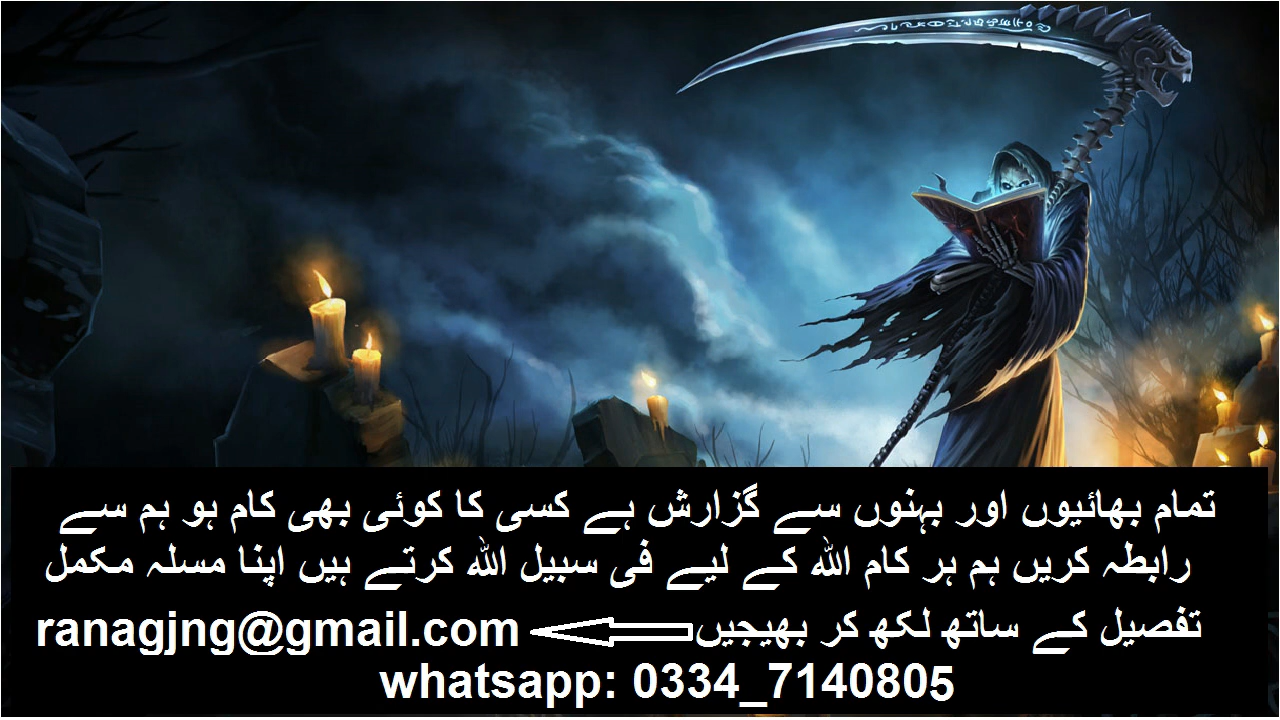 تمام بھائیوں اور بہنوں سے گزارش ہے کسی کا کوئی بھی کام ہو ہم سے
رابطہ کریں ہم ہر کام اللہ کے لیے فی سبیل اللہ کرتے ہیں اپنا مسلہ مکمل
تفصیل کے ساتھ لکھ کر بھیجیں ranagjng@gmail.com
whatsapp: 0334_7140805